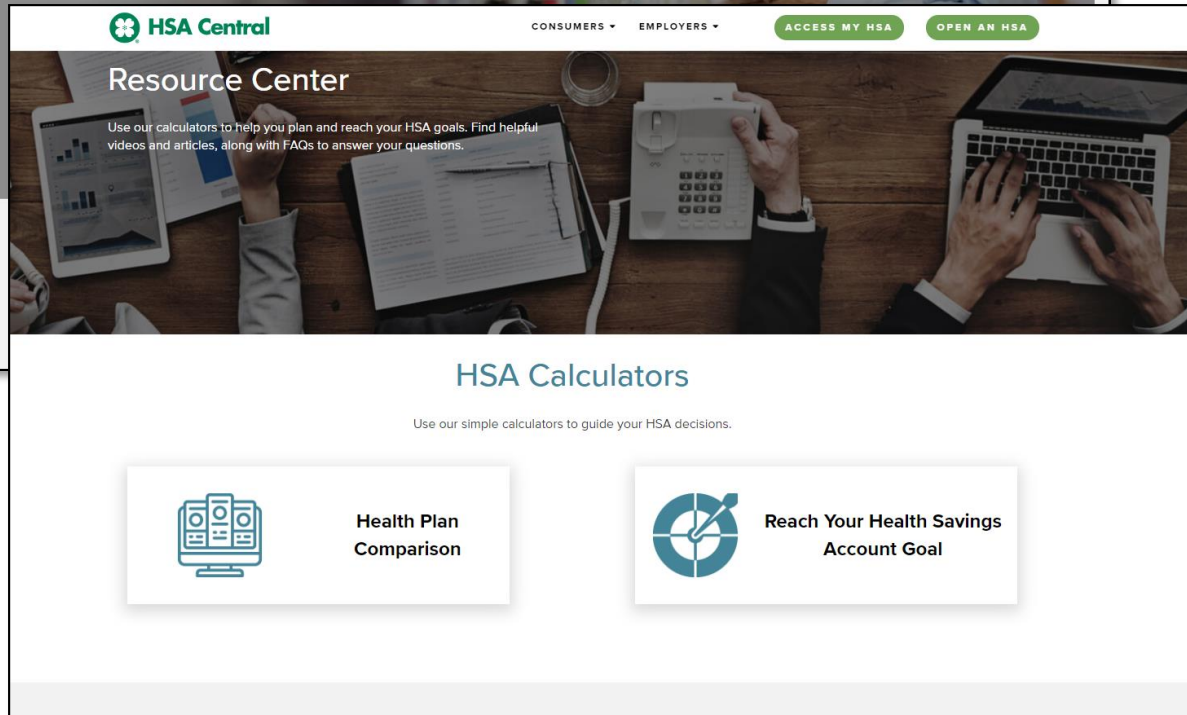 HSA Central
CONSUMERS EMPLOYERS ACCESS MY HSA OPEN AN HSA
Resource Center
Use our calculators to help you plan and reach your HSA goals. Find helpful
videos and articles, along with FAQs to answer your questions.
HSA Calculators
Use our simple calculators to guide your HSA decisions.
Health Plan
Comparison
Reach Your Health Savings
Account Goal